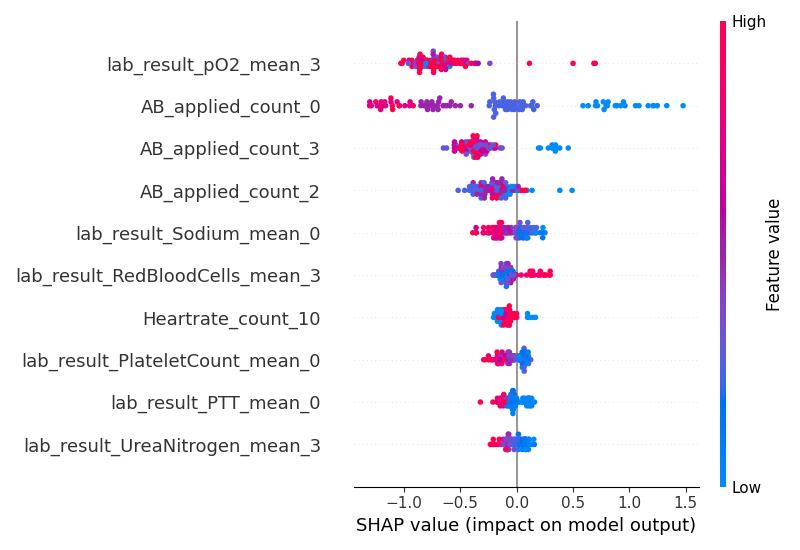 High
lab_result_pO2_mean_3
AB_applied_count_0
AB_applied_count_3
AB_applied_count_2
lab_result_Sodium_mean_0
lab_result_RedBloodCells_mean_3
Heartrate_count_10
lab_result_PlateletCount_mean_0
lab_result_PTT_mean_0
lab_result_UreaNitrogen_mean_3
Feature value
Low
−1.0 −0.5 0.0 0.5 1.0 1.5
SHAP value (impact on model output)